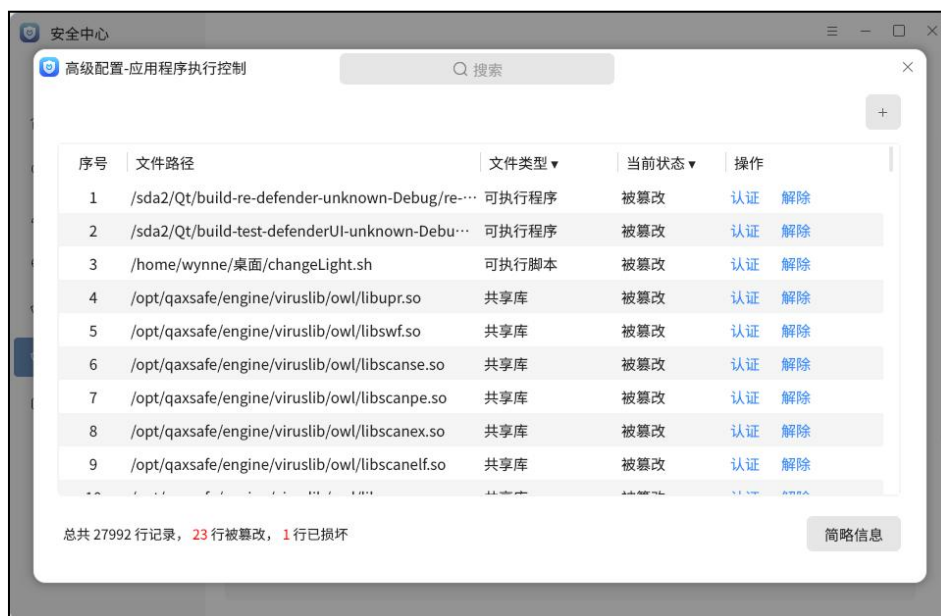 安全中心
高级配置-应用程序执行控制
搜索
+
序号 文件路径 文件类型▼ 当前状态▼ 操作
1 /sda2/Qt/build-re-defender-unknown-Debug/re-⋯ 可执行程序 被篡改 认证 解除
2 /sda2/Qt/build-test-defenderUI-unknown-Debu⋯ 可执行程序 被篡改 认证 解除
3 /home/wynne/桌面/changeLight.sh 可执行脚本 被篡改 认证 解除
4 /opt/qaxsafe/engine/viruslib/owl/libupr.so 共享库 被篡改 认证 解除
5 /opt/qaxsafe/engine/viruslib/owl/libswf.so 共享库 被篡改 认证 解除
6 /opt/qaxsafe/engine/viruslib/owl/libscanse.so 共享库 被篡改 认证 解除
7 /opt/qaxsafe/engine/viruslib/owl/libscanpe.so 共享库 被篡改 认证 解除
8 /opt/qaxsafe/engine/viruslib/owl/libscanex.so 共享库 被篡改 认证 解除
9 /opt/qaxsafe/engine/viruslib/owl/libscanelf.so 共享库 被篡改 认证 解除
总共 27992 行记录， 23 行被篡改， 1 行已损坏
简略信息